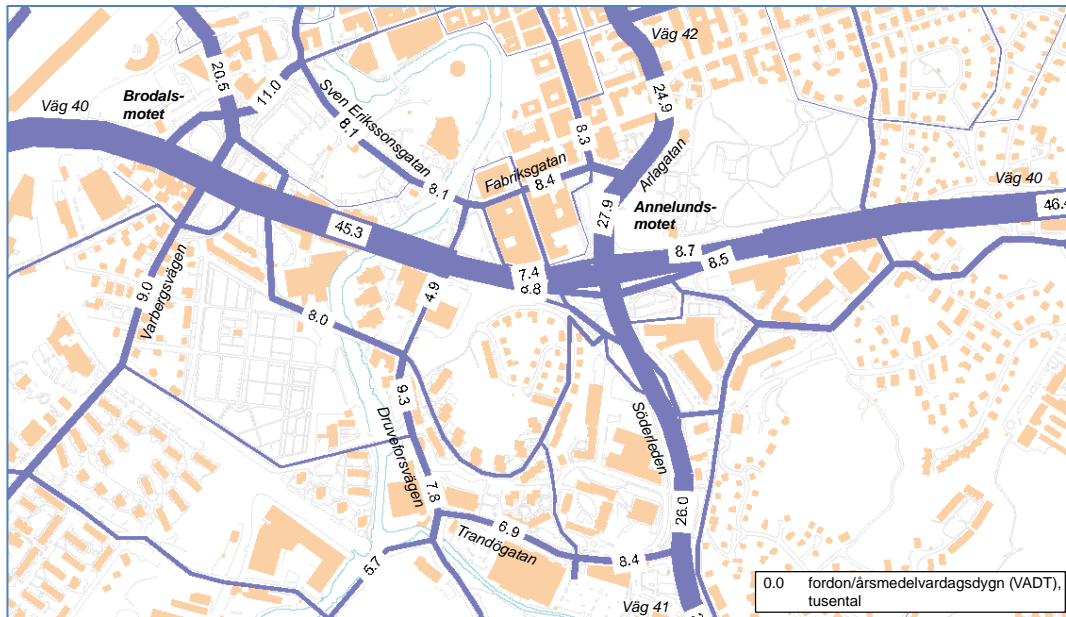 Väg 42
20.5
Väg 40
Brodals-
motet
11.0
24.9
Sven Erikssonsgatan
8.1
8.3
8.1
Fabriksgatan
8.4
Arlagatan
Annelunds-
motet
27.9
Väg 40
46.4
45.3
8.7
8.5
7.4
8.8
9.0
Varbergsvägen
4.9
8.0
9.3
Druveforsvägen
Söderleden
7.8
26.0
6.9
Trandögatan
8.4
5.7
Väg 41
0.0 fordon/årsmedelvardagsdygn (VADT),
tusental